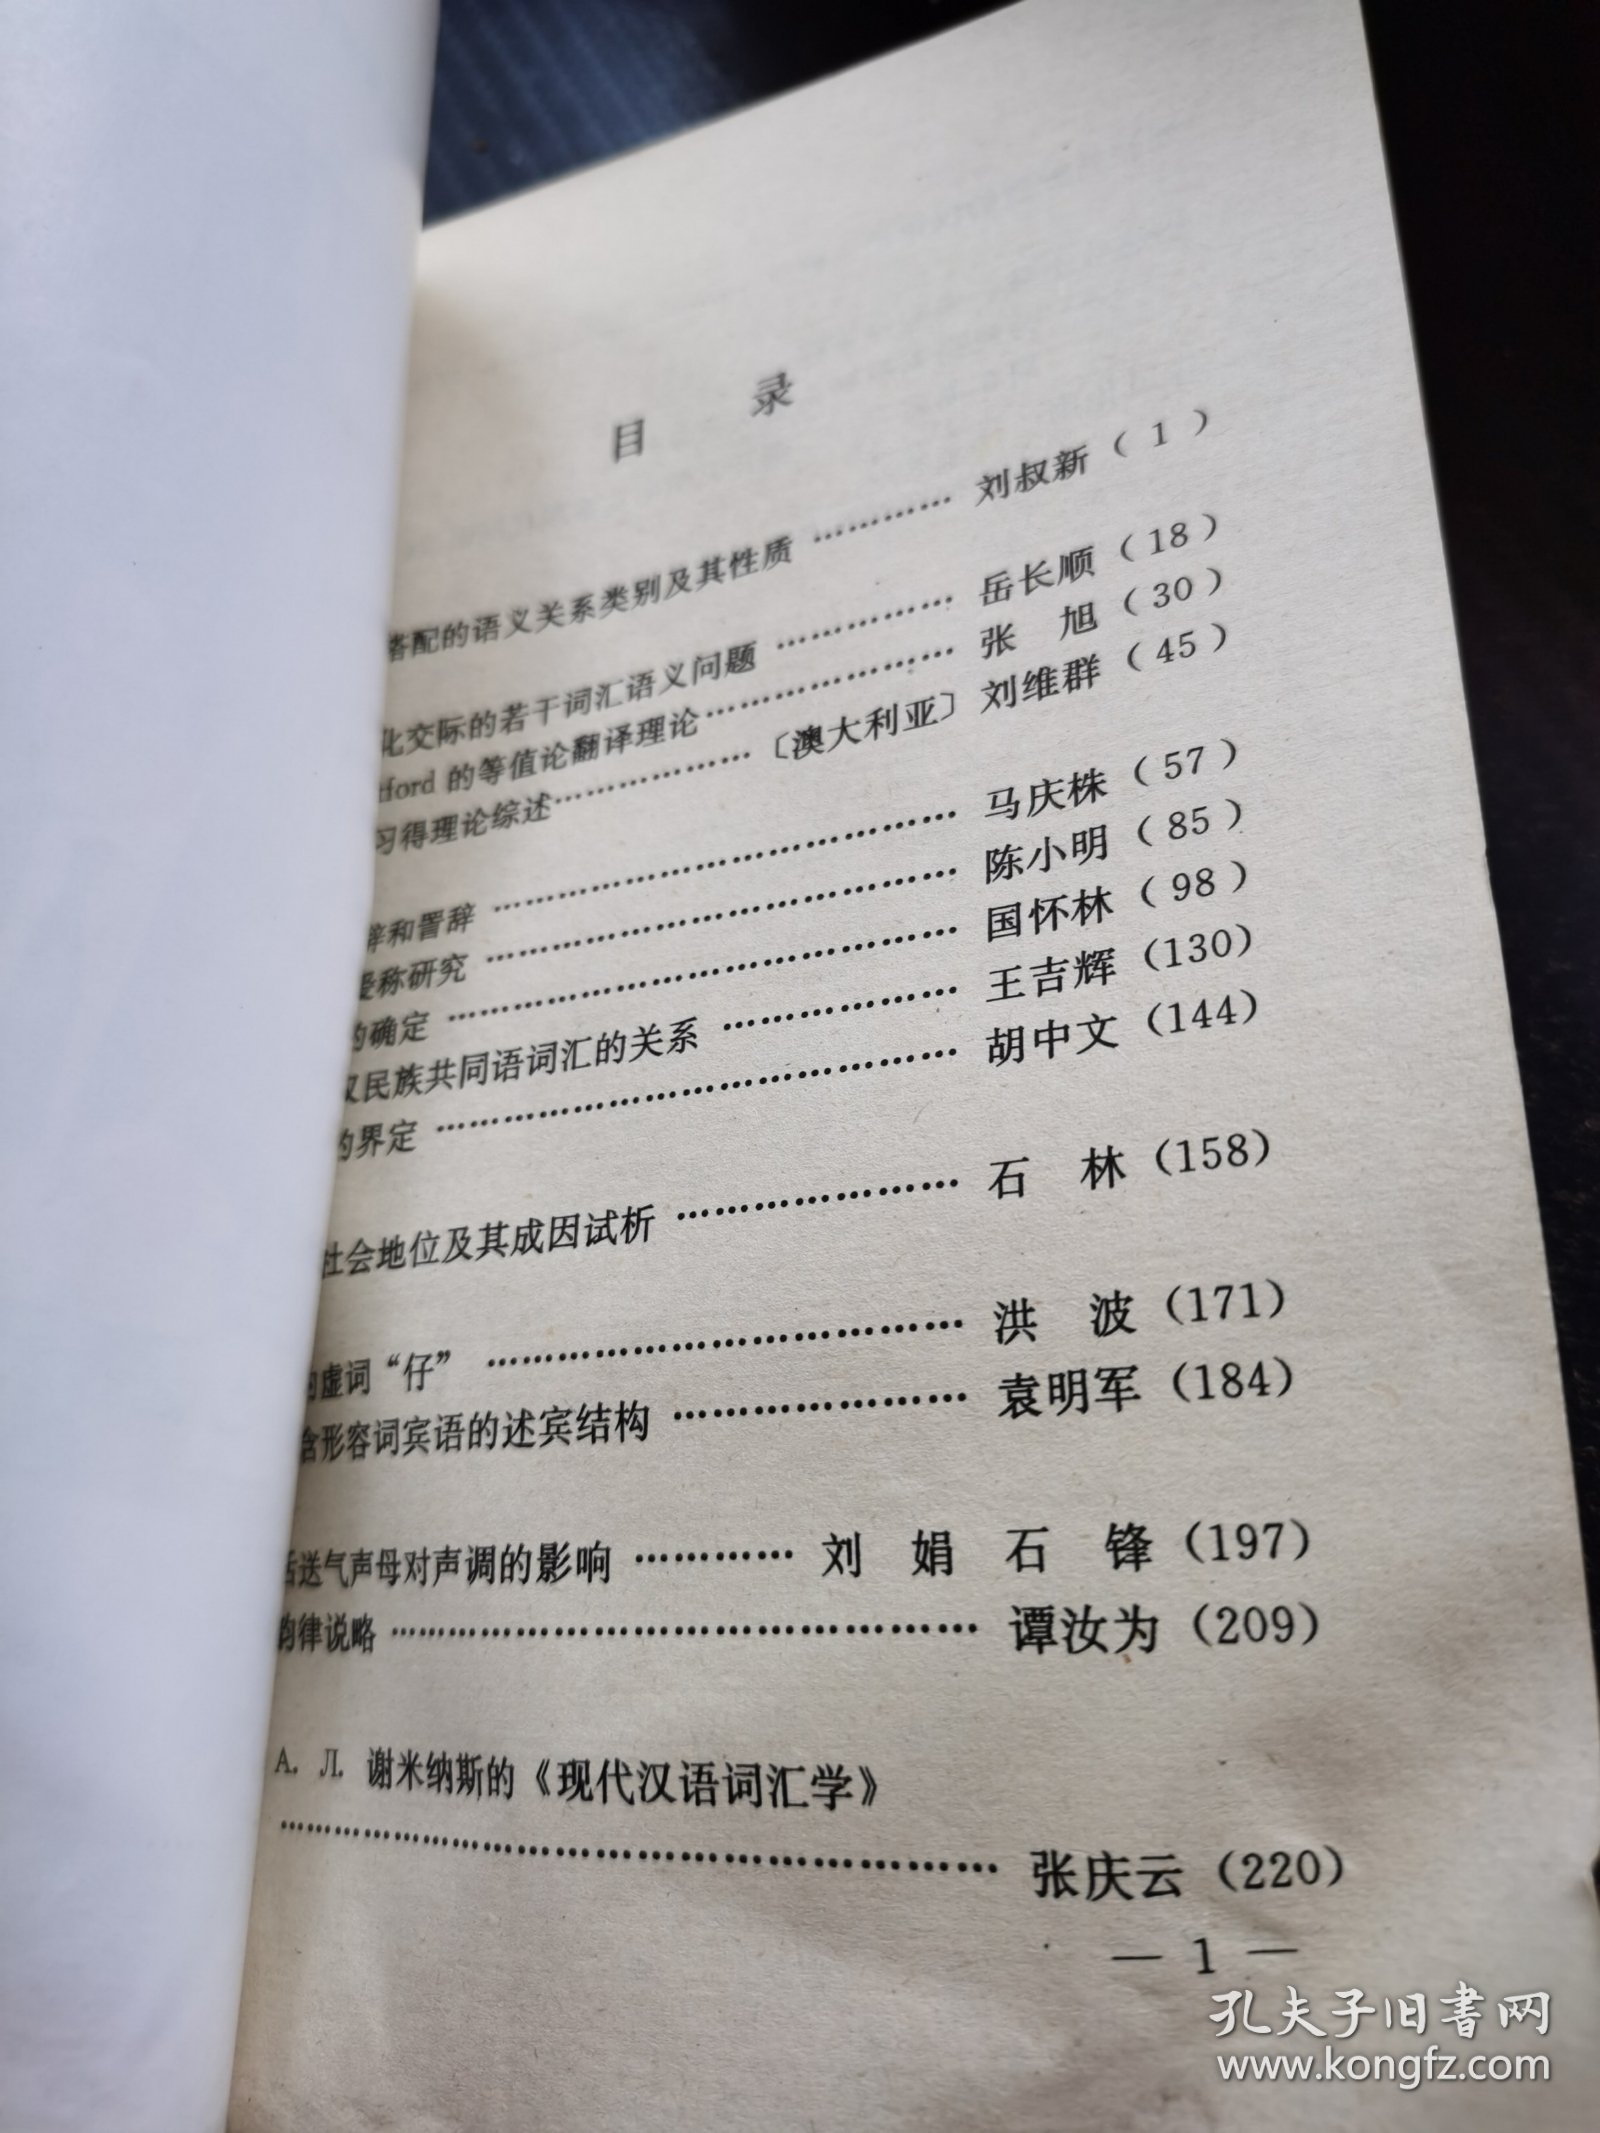 目 录
搭配的语义关系类别及其性质 ………… 刘叔新（ 1 ）
化交际的若干词汇语义问题 ………… 岳长顺（ 18 ）
tford 的等值论翻译理论………… 张 旭（ 30 ）
习得理论综述………… 〔澳大利亚〕刘维群（ 45 ）
辞和詈辞 ………… 马庆株（ 57 ）
爱称研究 ………… 陈小明（ 85 ）
的确定 ………… 国怀林（ 98 ）
汉民族共同语词汇的关系 ………… 王吉辉（130）
的界定 ………… 胡中文（144）
社会地位及其成因试析 ………… 石 林（158）
的虚词“仔” ………… 洪 波（171）
含形容词宾语的述宾结构 ………… 袁明军（184）
话送气声母对声调的影响 ………… 刘 娟 石 锋（197）
韵律说略 ………… 谭汝为（209）
А. Л. 谢米纳斯的《现代汉语词汇学》
………… 张庆云（220）
— 1 —
孔夫子旧书网
www.kongfz.com